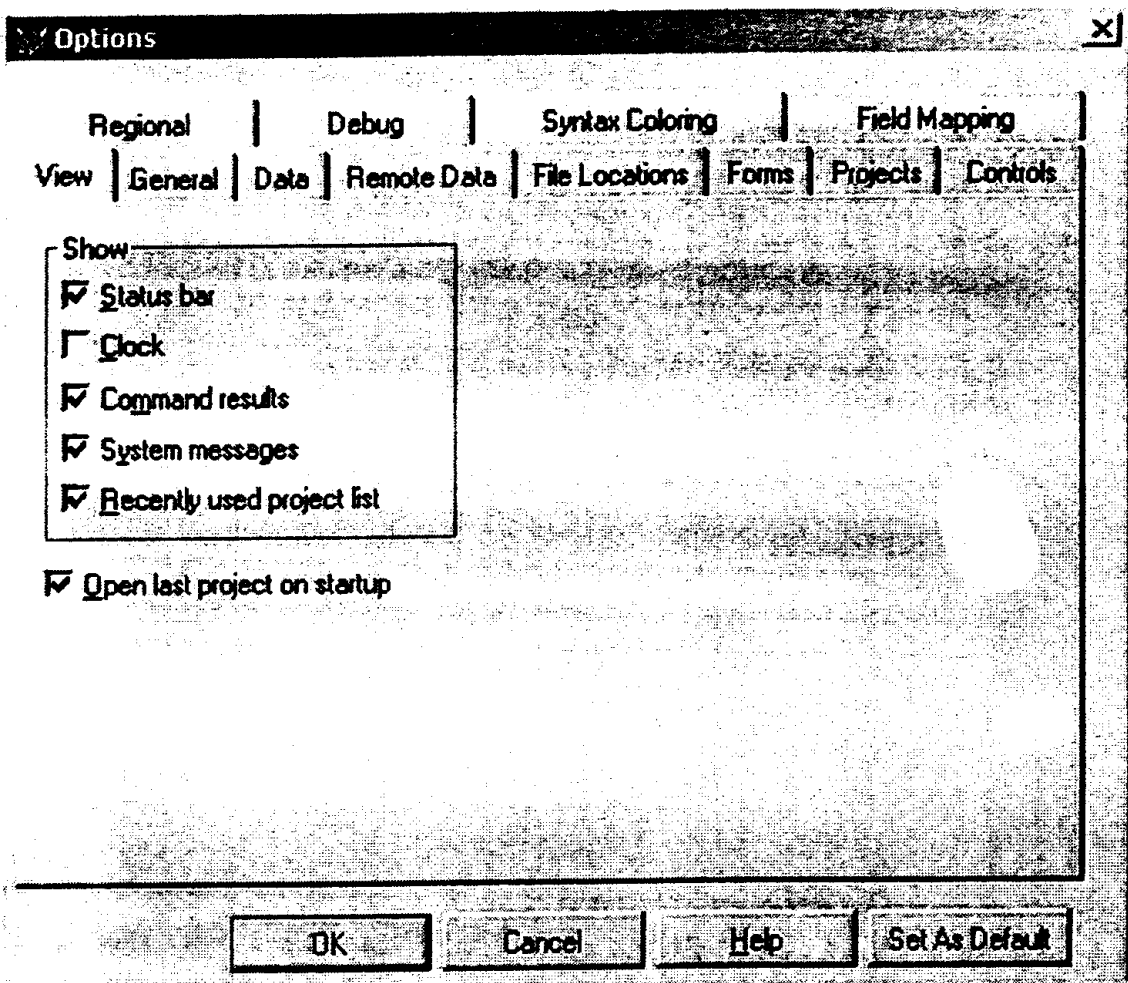 Options
Regional Debug Syntax Coloring Field Mapping
View General Data Remote Data File Locations Forms Projects Controls
Show
Status bar
Clock
Command results
System messages
Recently used project list
Open last project on startup
OK Cancel Help Set As Default